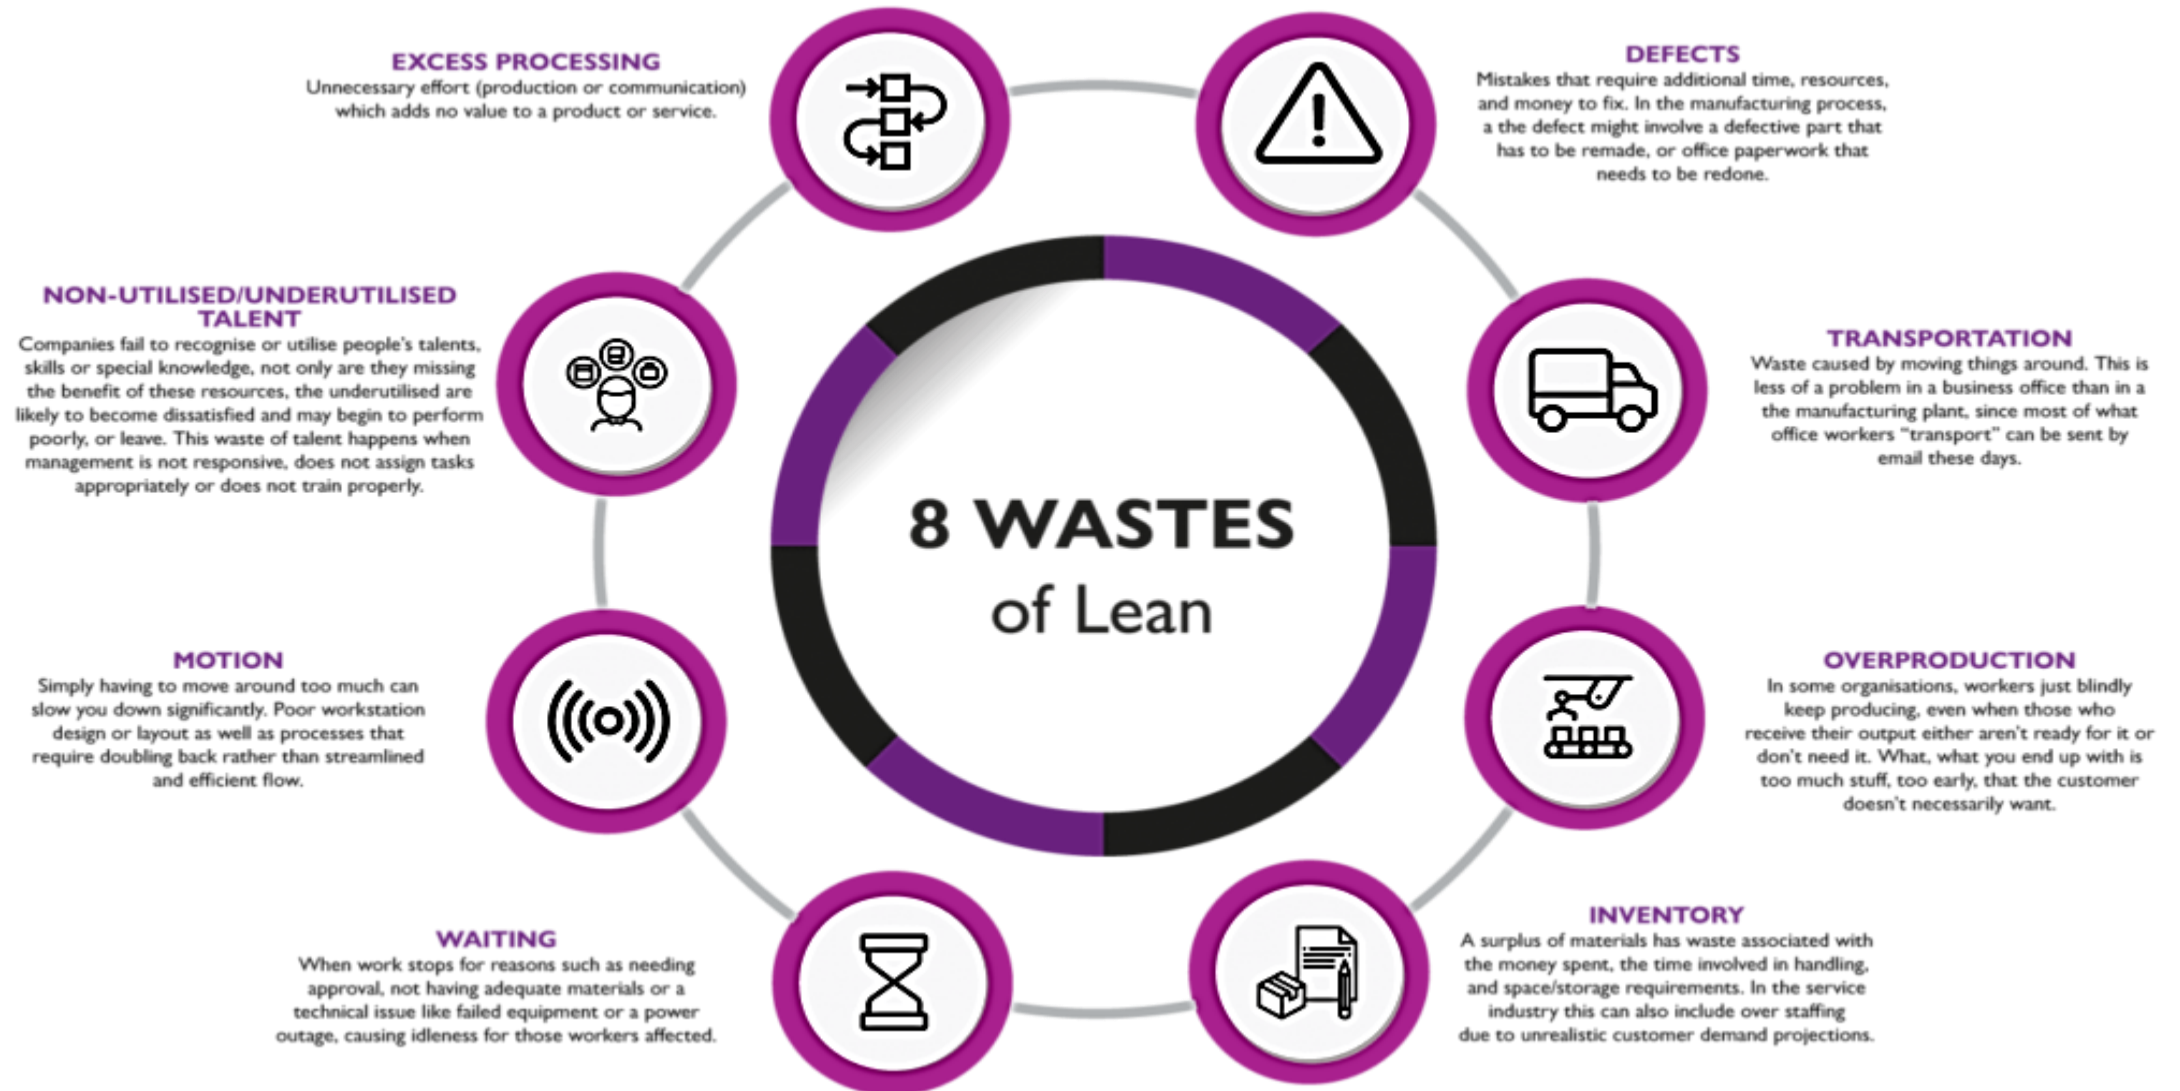 8 WASTES
of Lean
DEFECTS
Mistakes that require additional time, resources,
and money to fix. In the manufacturing process,
a the defect might involve a defective part that
has to be remade, or office paperwork that
needs to be redone.
TRANSPORTATION
Waste caused by moving things around. This is
less of a problem in a business office than in a
the manufacturing plant, since most of what
office workers “transport” can be sent by
email these days.
OVERPRODUCTION
In some organisations, workers just blindly
keep producing, even when those who
receive their output either aren't ready for it or
don't need it. What, what you end up with is
too much stuff, too early, that the customer
doesn't necessarily want.
INVENTORY
A surplus of materials has waste associated with
the money spent, the time involved in handling,
and space/storage requirements. In the service
industry this can also include over staffing
due to unrealistic customer demand projections.
WAITING
When work stops for reasons such as needing
approval, not having adequate materials or a
technical issue like failed equipment or a power
outage, causing idleness for those workers affected.
MOTION
Simply having to move around too much can
slow you down significantly. Poor workstation
design or layout as well as processes that
require doubling back rather than streamlined
and efficient flow.
NON-UTILISED/UNDERUTILISED
TALENT
Companies fail to recognise or utilise people's talents,
skills or special knowledge, not only are they missing
the benefit of these resources, the underutilised are
likely to become dissatisfied and may begin to perform
poorly, or leave. This waste of talent happens when
management is not responsive, does not assign tasks
appropriately or does not train properly.
EXCESS PROCESSING
Unnecessary effort (production or communication)
which adds no value to a product or service.